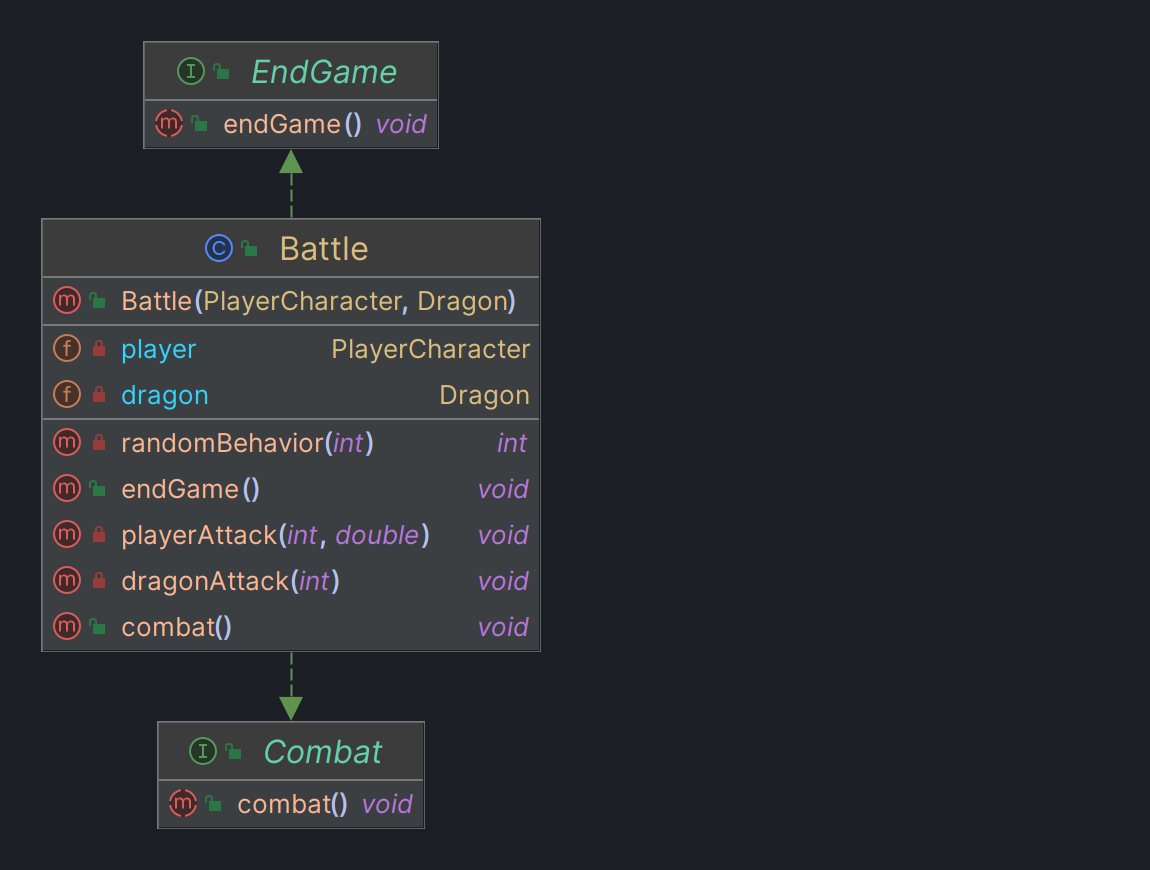 EndGame
endGame() void
Battle
Battle(PlayerCharacter, Dragon)
player PlayerCharacter
dragon Dragon
randomBehavior(int) int
endGame() void
playerAttack(int, double) void
dragonAttack(int) void
combat() void
Combat
combat() void